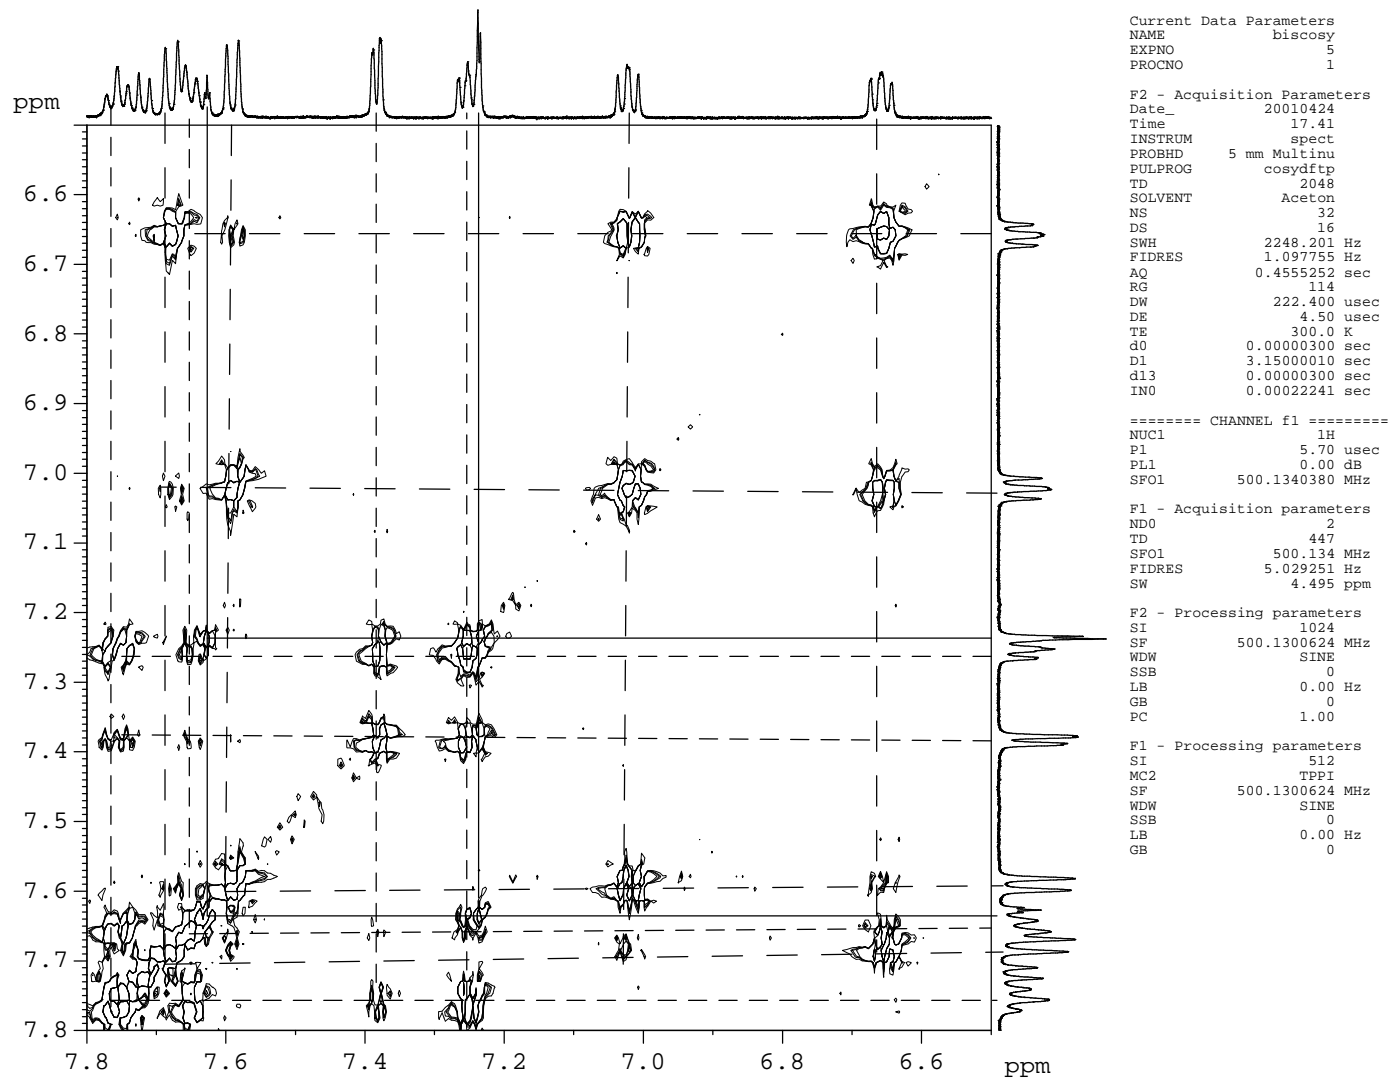 Current Data Parameters
NAME biscosy
EXPNO 5
PROCNO 1
F2 - Acquisition Parameters
Date_ 20010424
Time 17.41
INSTRUM spect
PROBHD 5 mm Multinu
PULPROG cosydftp
TD 2048
SOLVENT Aceton
NS 32
DS 16
SWH 2248.201 Hz
FIDRES 1.097755 Hz
AQ 0.4555252 sec
RG 114
DW 222.400 usec
DE 4.50 usec
TE 300.0 K
d0 0.00000300 sec
D1 3.15000010 sec
d13 0.00000300 sec
IN0 0.00022241 sec
======== CHANNEL f1 =========
NUC1 1H
P1 5.70 usec
PL1 0.00 dB
SFO1 500.1340380 MHz
F1 - Acquisition parameters
ND0 2
TD 447
SFO1 500.134 MHz
FIDRES 5.029251 Hz
SW 4.495 ppm
F2 - Processing parameters
SI 1024
SF 500.1300624 MHz
WDW SINE
SSB 0
LB 0.00 Hz
GB 0
PC 1.00
F1 - Processing parameters
SI 512
MC2 TPPI
SF 500.1300624 MHz
WDW SINE
SSB 0
LB 0.00 Hz
GB 0
ppm
6.6
6.7
6.8
6.9
7.0
7.1
7.2
7.3
7.4
7.5
7.6
7.7
7.8
7.8 7.6 7.4 7.2 7.0 6.8 6.6 ppm